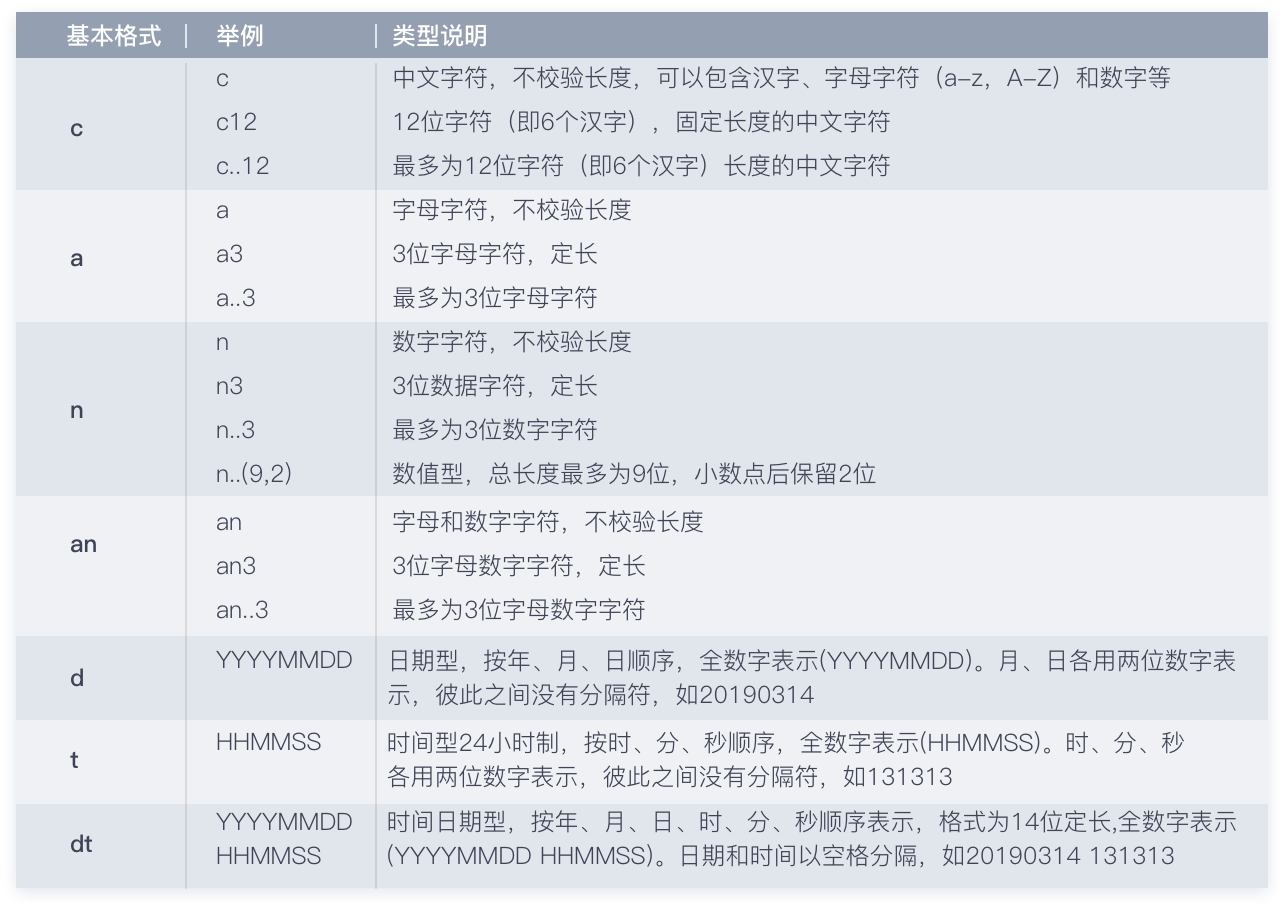 基本格式 举例 类型说明
c
c 中文字符，不校验长度，可以包含汉字、字母字符（a–z，A–Z）和数字等
c12 12位字符（即6个汉字），固定长度的中文字符
c..12 最多为12位字符（即6个汉字）长度的中文字符
a
a 字母字符，不校验长度
a3 3位字母字符，定长
a..3 最多为3位字母字符
n
n 数字字符，不校验长度
n3 3位数据字符，定长
n..3 最多为3位数字字符
n..(9,2) 数值型，总长度最多为9位，小数点后保留2位
an
an 字母和数字字符，不校验长度
an3 3位字母数字字符，定长
an..3 最多为3位字母数字字符
d
YYYYMMDD 日期型，按年、月、日顺序，全数字表示(YYYYMMDD)。月、日各用两位数字表
示，彼此之间没有分隔符，如20190314
t
HHMMSS 时间型24小时制，按时、分、秒顺序，全数字表示(HHMMSS)。时、分、秒
各用两位数字表示，彼此之间没有分隔符，如131313
dt
YYYYMMDD 时间日期型，按年、月、日、时、分、秒顺序表示，格式为14位定长,全数字表示
HHMMSS (YYYYMMDD HHMMSS)。日期和时间以空格分隔，如20190314 131313